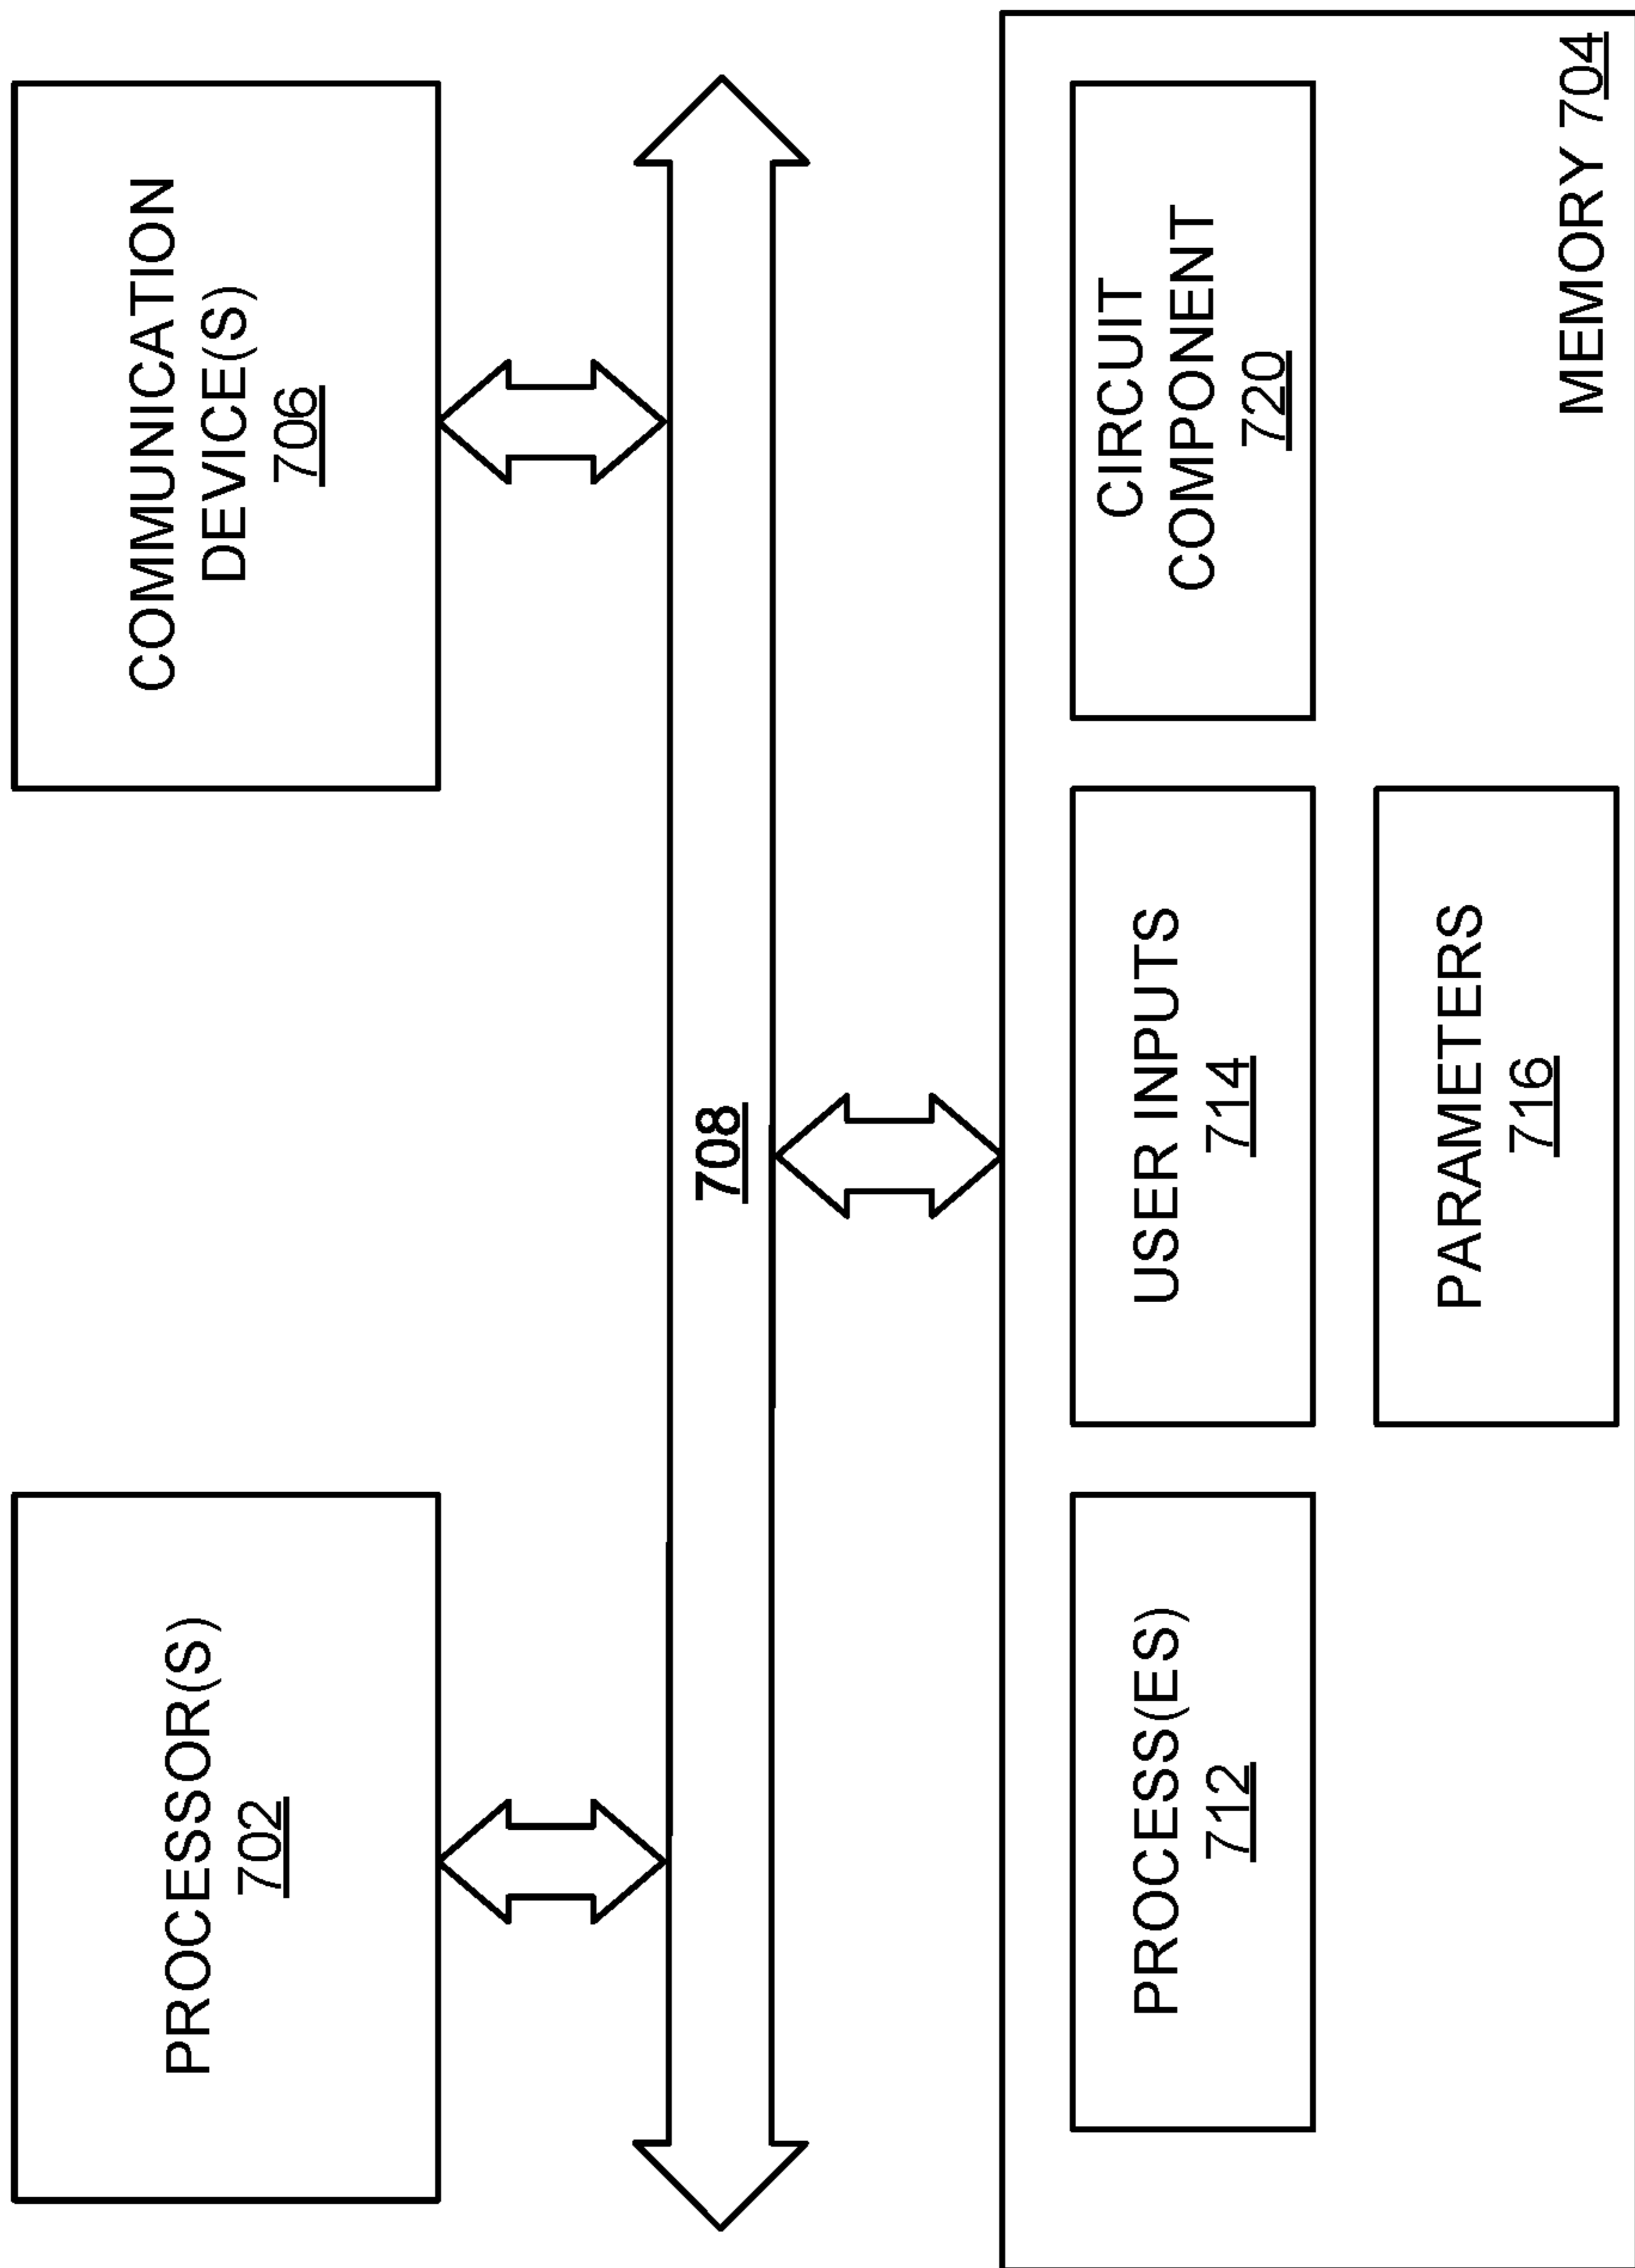 PROCESSOR(S)
702
COMMUNICATION
DEVICE(S)
706
708
PROCESS(ES)
712
USER INPUTS
714
CIRCUIT
COMPONENT
720
PARAMETERS
716
MEMORY 704